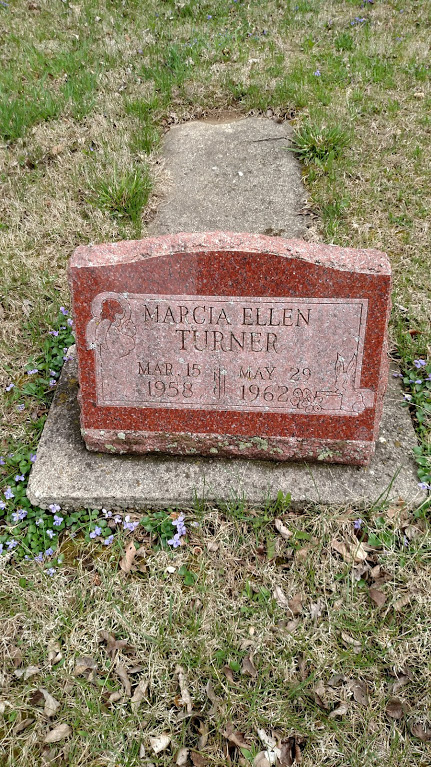 MARCIA ELLEN
TURNER
MAR 15 MAY 29
1958 1962